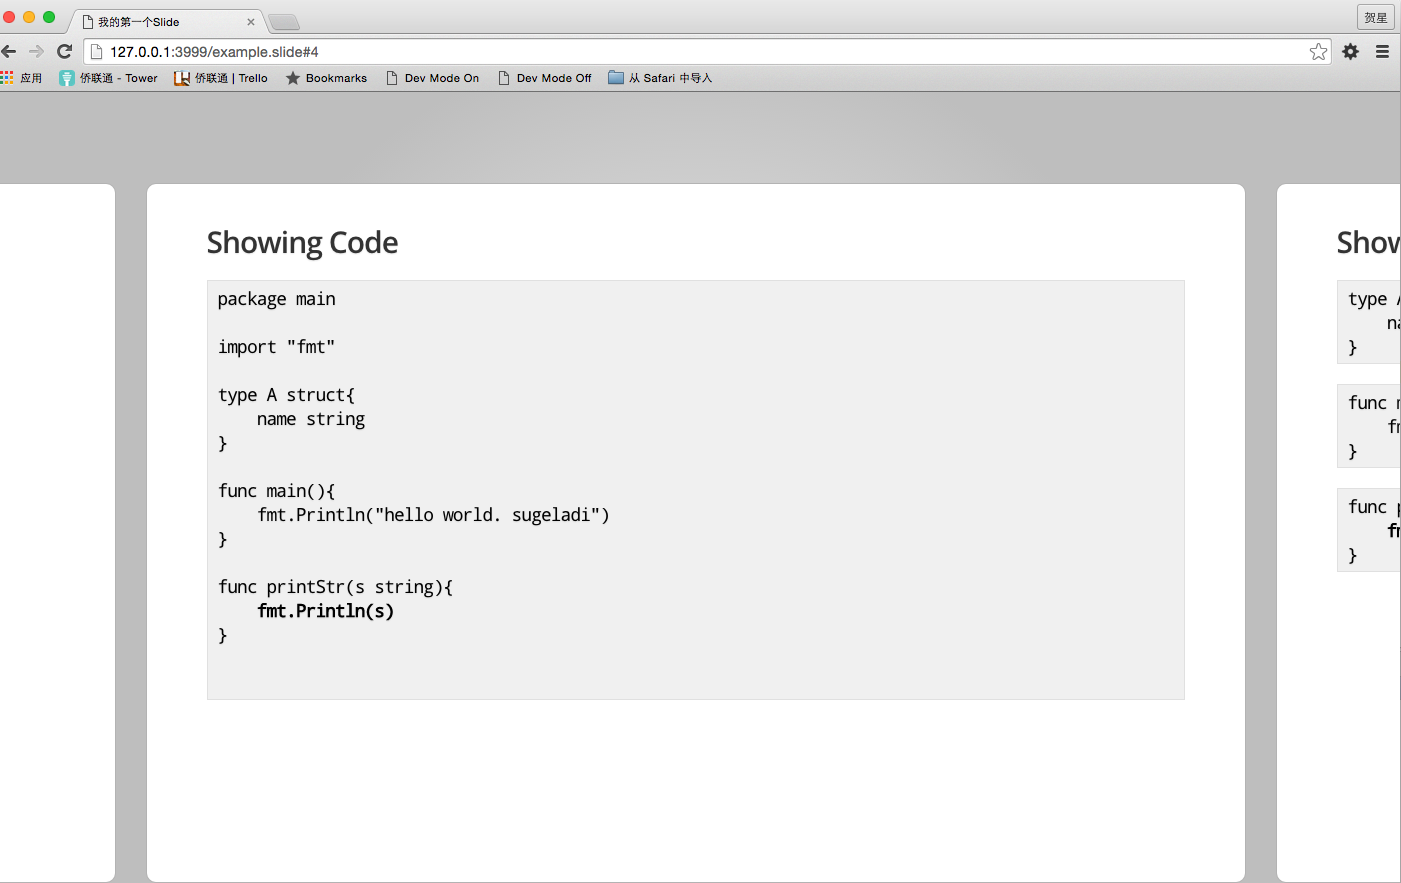 我的第一个Slide
贺星
127.0.0.1:3999/example.slide#4
应用 侨联通 - Tower 侨联通 | Trello Bookmarks Dev Mode On Dev Mode Off 从 Safari 中导入
Showing Code
package main
import "fmt"
type A struct{
    name string
}
func main(){
    fmt.Println("hello world. sugeladi")
}
func printStr(s string){
    fmt.Println(s)
}
Show
type
}
func
}
func
}